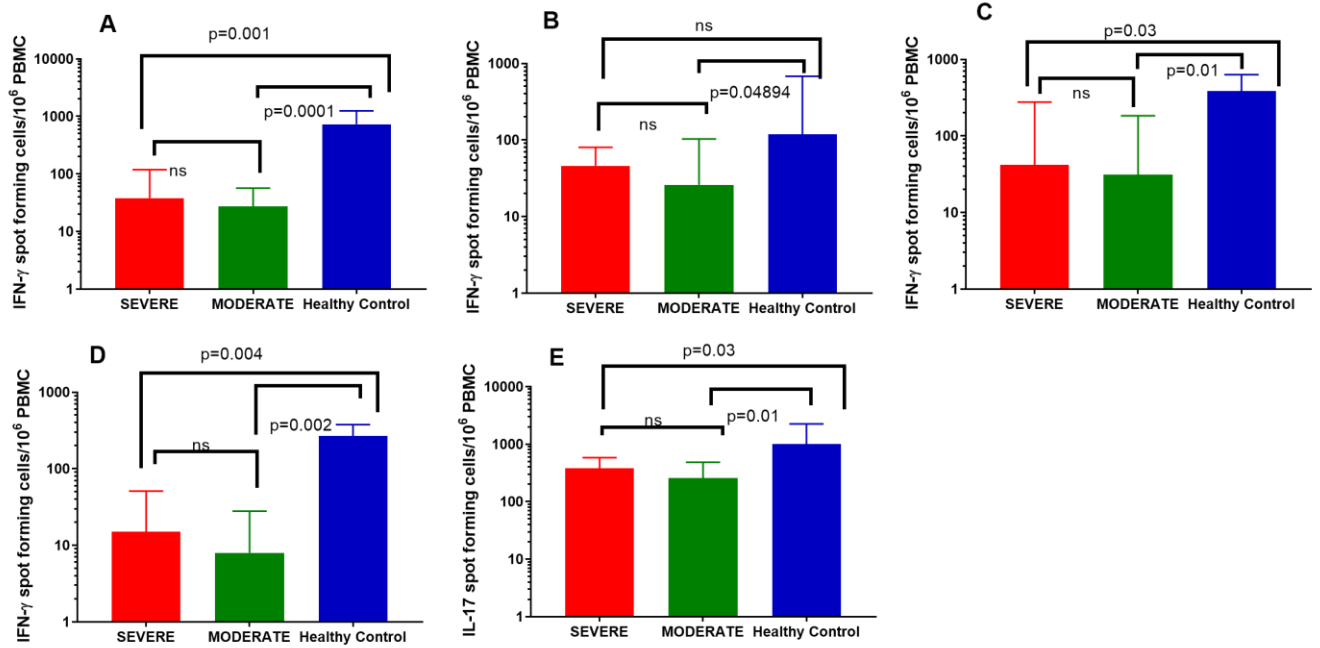 A
p=0.001
IFN-γ spot forming cells/10⁶ PBMC
10000
1000
100
10
1
p=0.0001
ns
SEVERE MODERATE Healthy Control
B
ns
IFN-γ spot forming cells/10⁶ PBMC
1000
100
10
1
p=0.04894
ns
SEVERE MODERATE Healthy Control
C
p=0.03
IFN-γ spot forming cells/10⁶ PBMC
1000
100
10
1
p=0.01
ns
SEVERE MODERATE Healthy Control
D
p=0.004
IFN-γ spot forming cells/10⁶ PBMC
1000
100
10
1
p=0.002
ns
SEVERE MODERATE Healthy Control
E
p=0.03
IL-17 spot forming cells/10⁶ PBMC
10000
1000
100
10
1
ns
p=0.01
SEVERE MODERATE Healthy Control